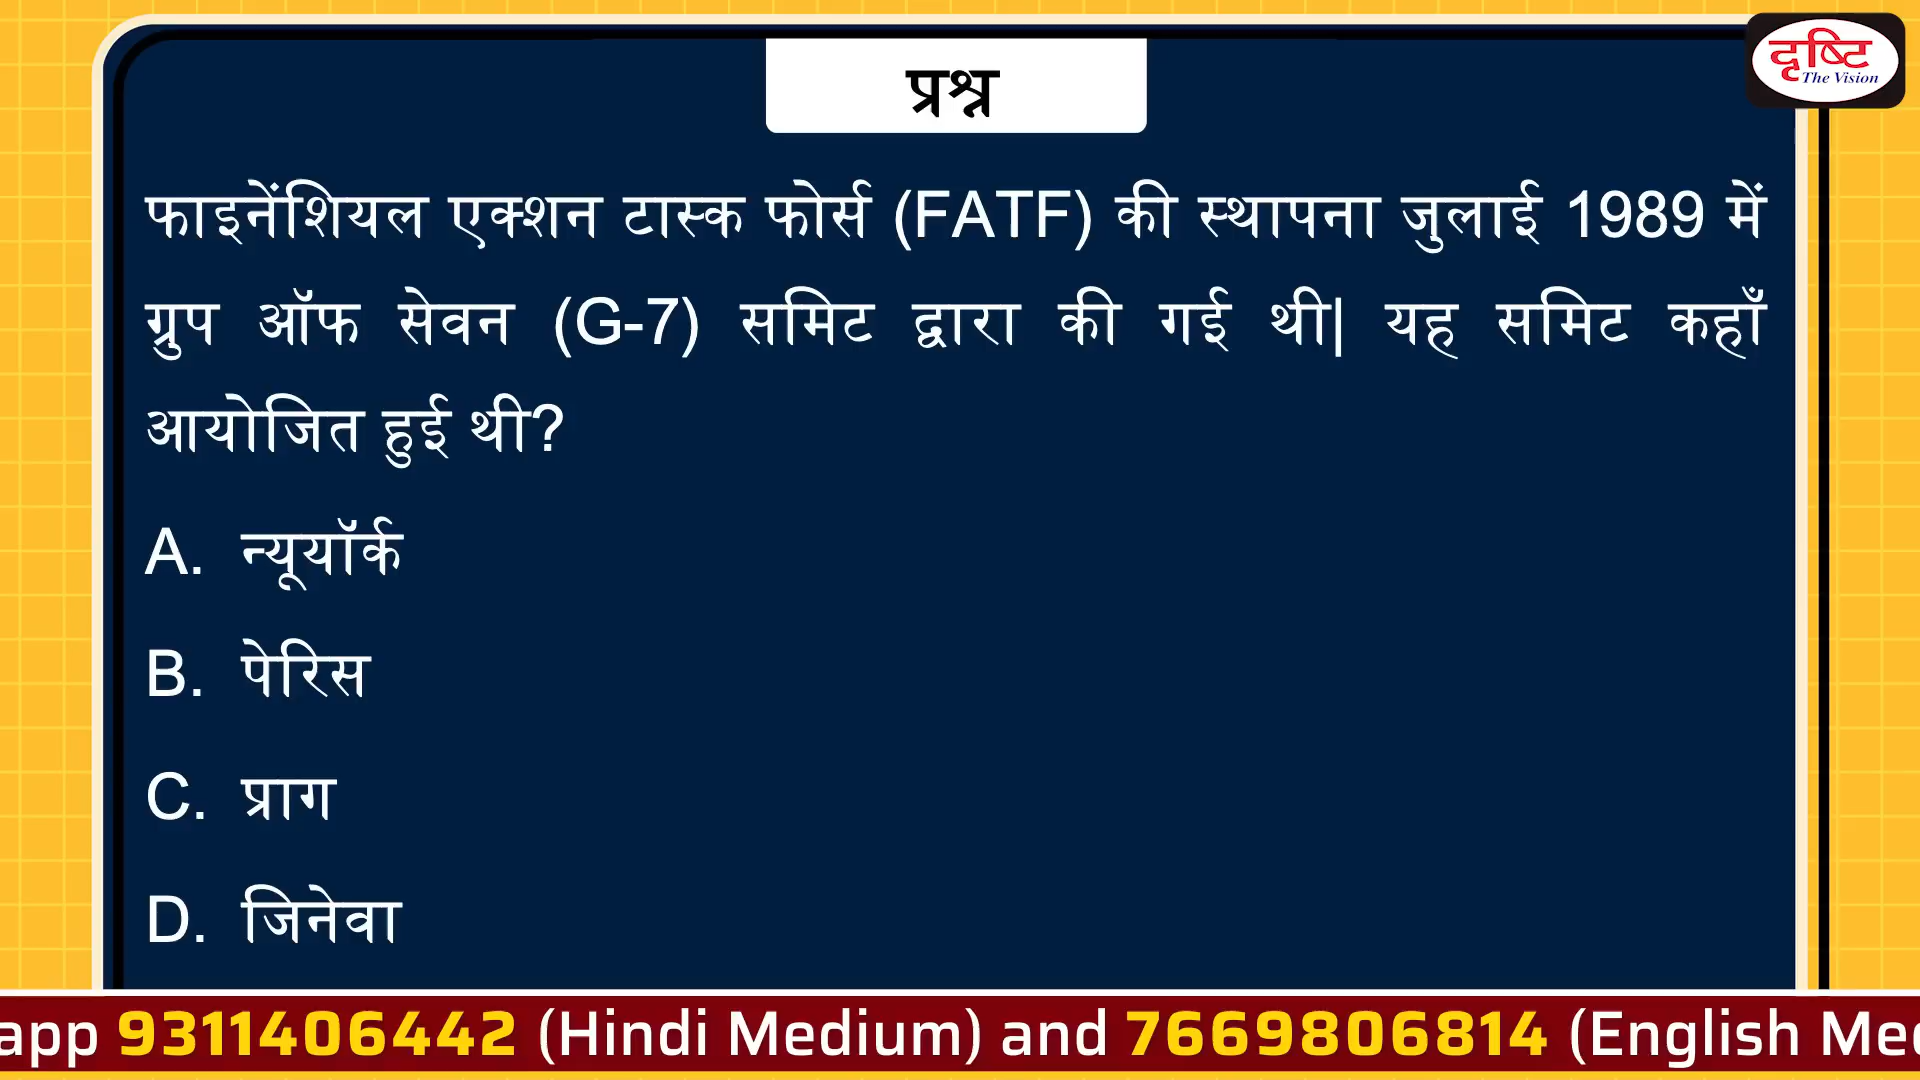 दृष्टि
The Vision
प्रश्न
फाइनेंशियल एक्शन टास्क फोर्स (FATF) की स्थापना जुलाई 1989 में
ग्रुप ऑफ सेवन (G-7) समिट द्वारा की गई थी| यह समिट कहाँ
आयोजित हुई थी?
A. न्यूयॉर्क
B. पेरिस
C. प्राग
D. जिनेवा
app 9311406442 (Hindi Medium) and 7669806814 (English Me